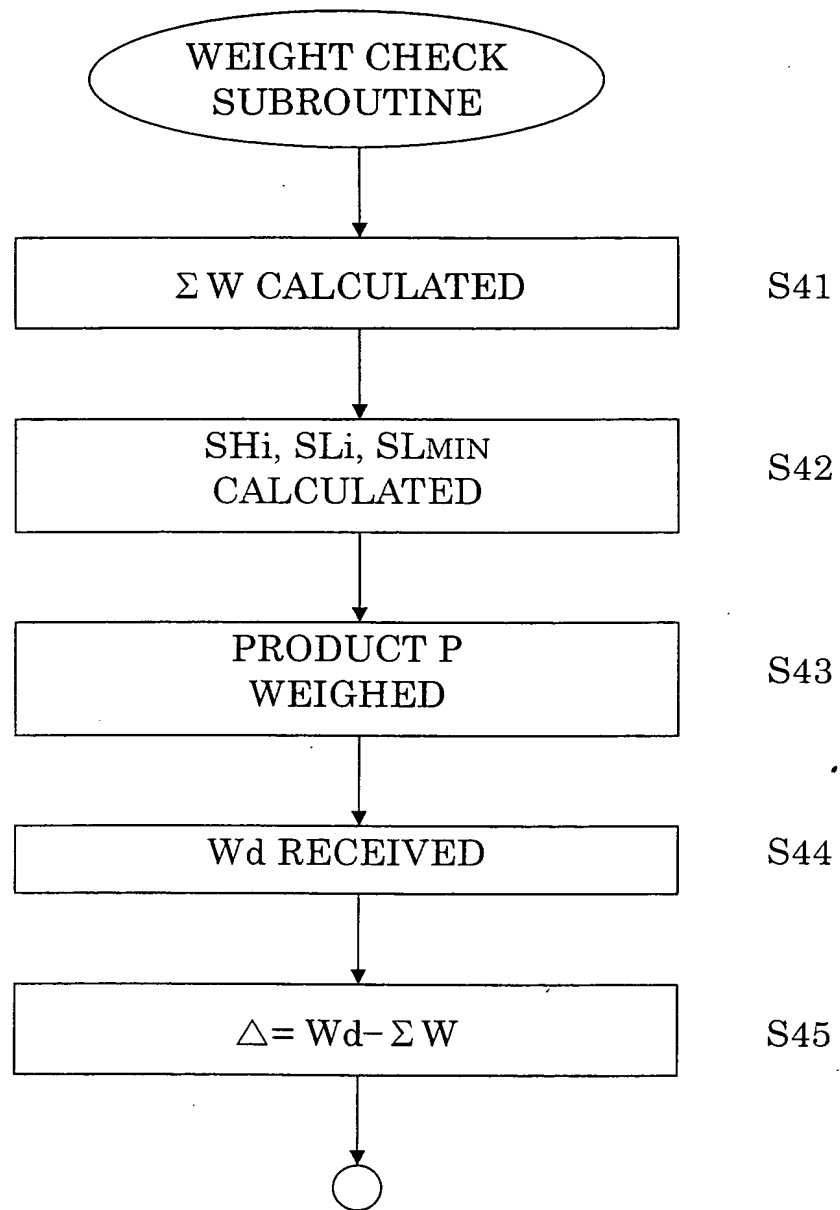 WEIGHT CHECK
SUBROUTINE
Σ W CALCULATED
S41
SHi, SLi, SLMIN
CALCULATED
S42
PRODUCT P
WEIGHED
S43
Wd RECEIVED
S44
△= Wd–Σ W
S45